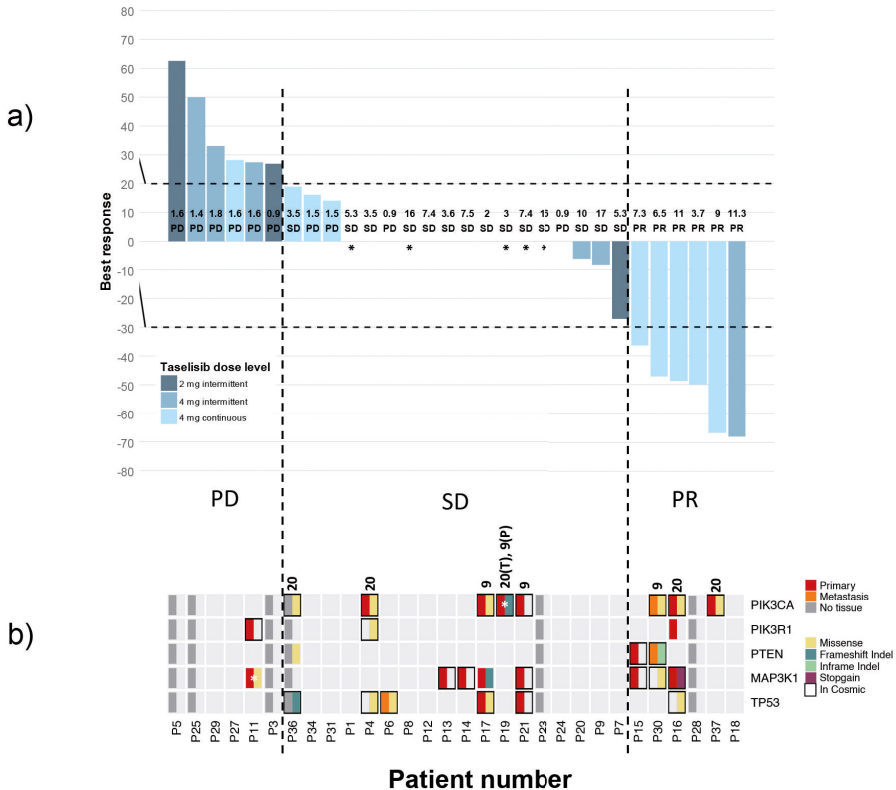 a)
Best response
80
70
60
50
40
30
20
10
0
-10
-20
-30
-40
-50
-60
-70
-80
1.6 1.4 1.8 1.6 1.6 0.9 3.5 1.5 1.5 5.3 3.5 0.9 16 7.4 3.6 7.5 2 3 7.4 0.9 10 17 5.3 7.3 6.5 11 3.7 9 11.3
PD PD PD PD PD PD SD PD PD SD SD PD SD SD SD SD SD SD SD SD PD SD SD SD PR PR PR PR PR PR
* * * *
Taselisib dose level
2 mg intermittent
4 mg intermittent
4 mg continuous
PD SD PR
b)
20 20 9 20(T), 9(P) 9 9 20 20
PIK3CA
PIK3R1
PTEN
MAP3K1
TP53
* *
Primary
Metastasis
No tissue
Missense
Frameshift Indel
Inframe Indel
Stopgain
In Cosmic
P5 P25 P29 P27 P11 P3 P36 P34 P31 P1 P4 P6 P8 P12 P13 P14 P17 P19 P21 P23 P24 P20 P9 P7 P15 P30 P16 P28 P37 P18
Patient number